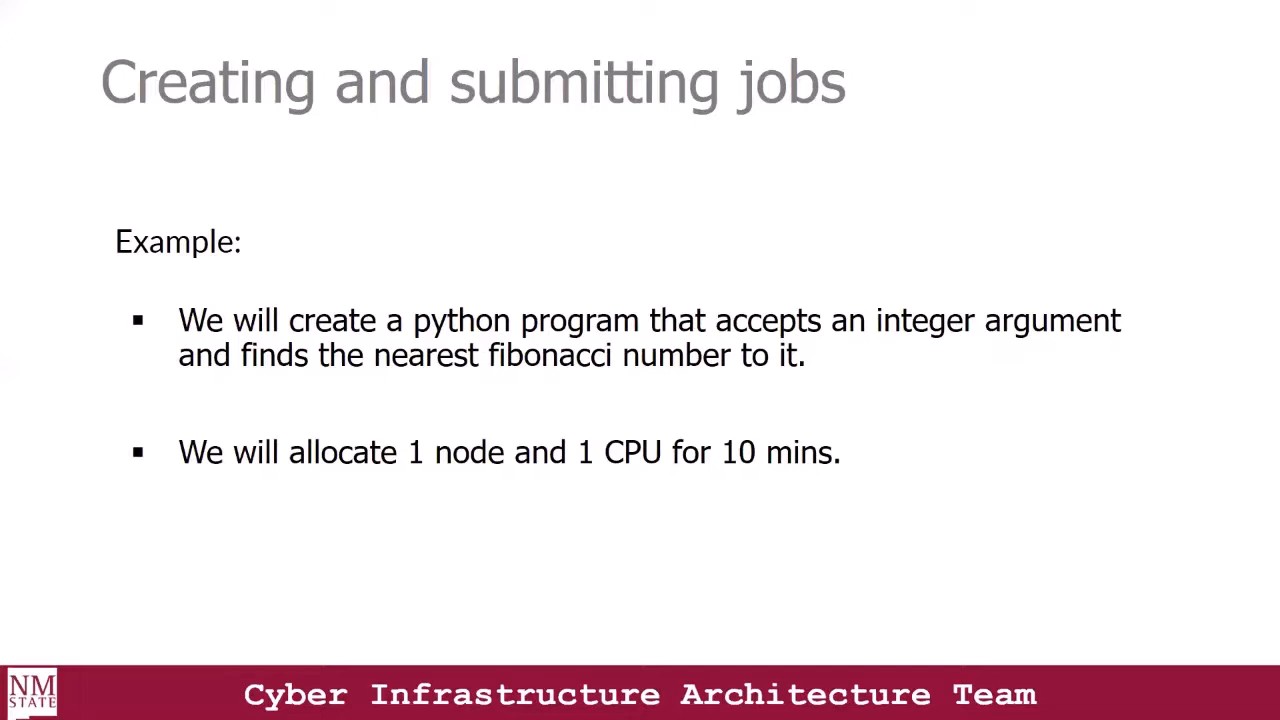 Creating and submitting jobs
Example:
▪ We will create a python program that accepts an integer argument
and finds the nearest fibonacci number to it.
▪ We will allocate 1 node and 1 CPU for 10 mins.
NM
STATE
Cyber Infrastructure Architecture Team